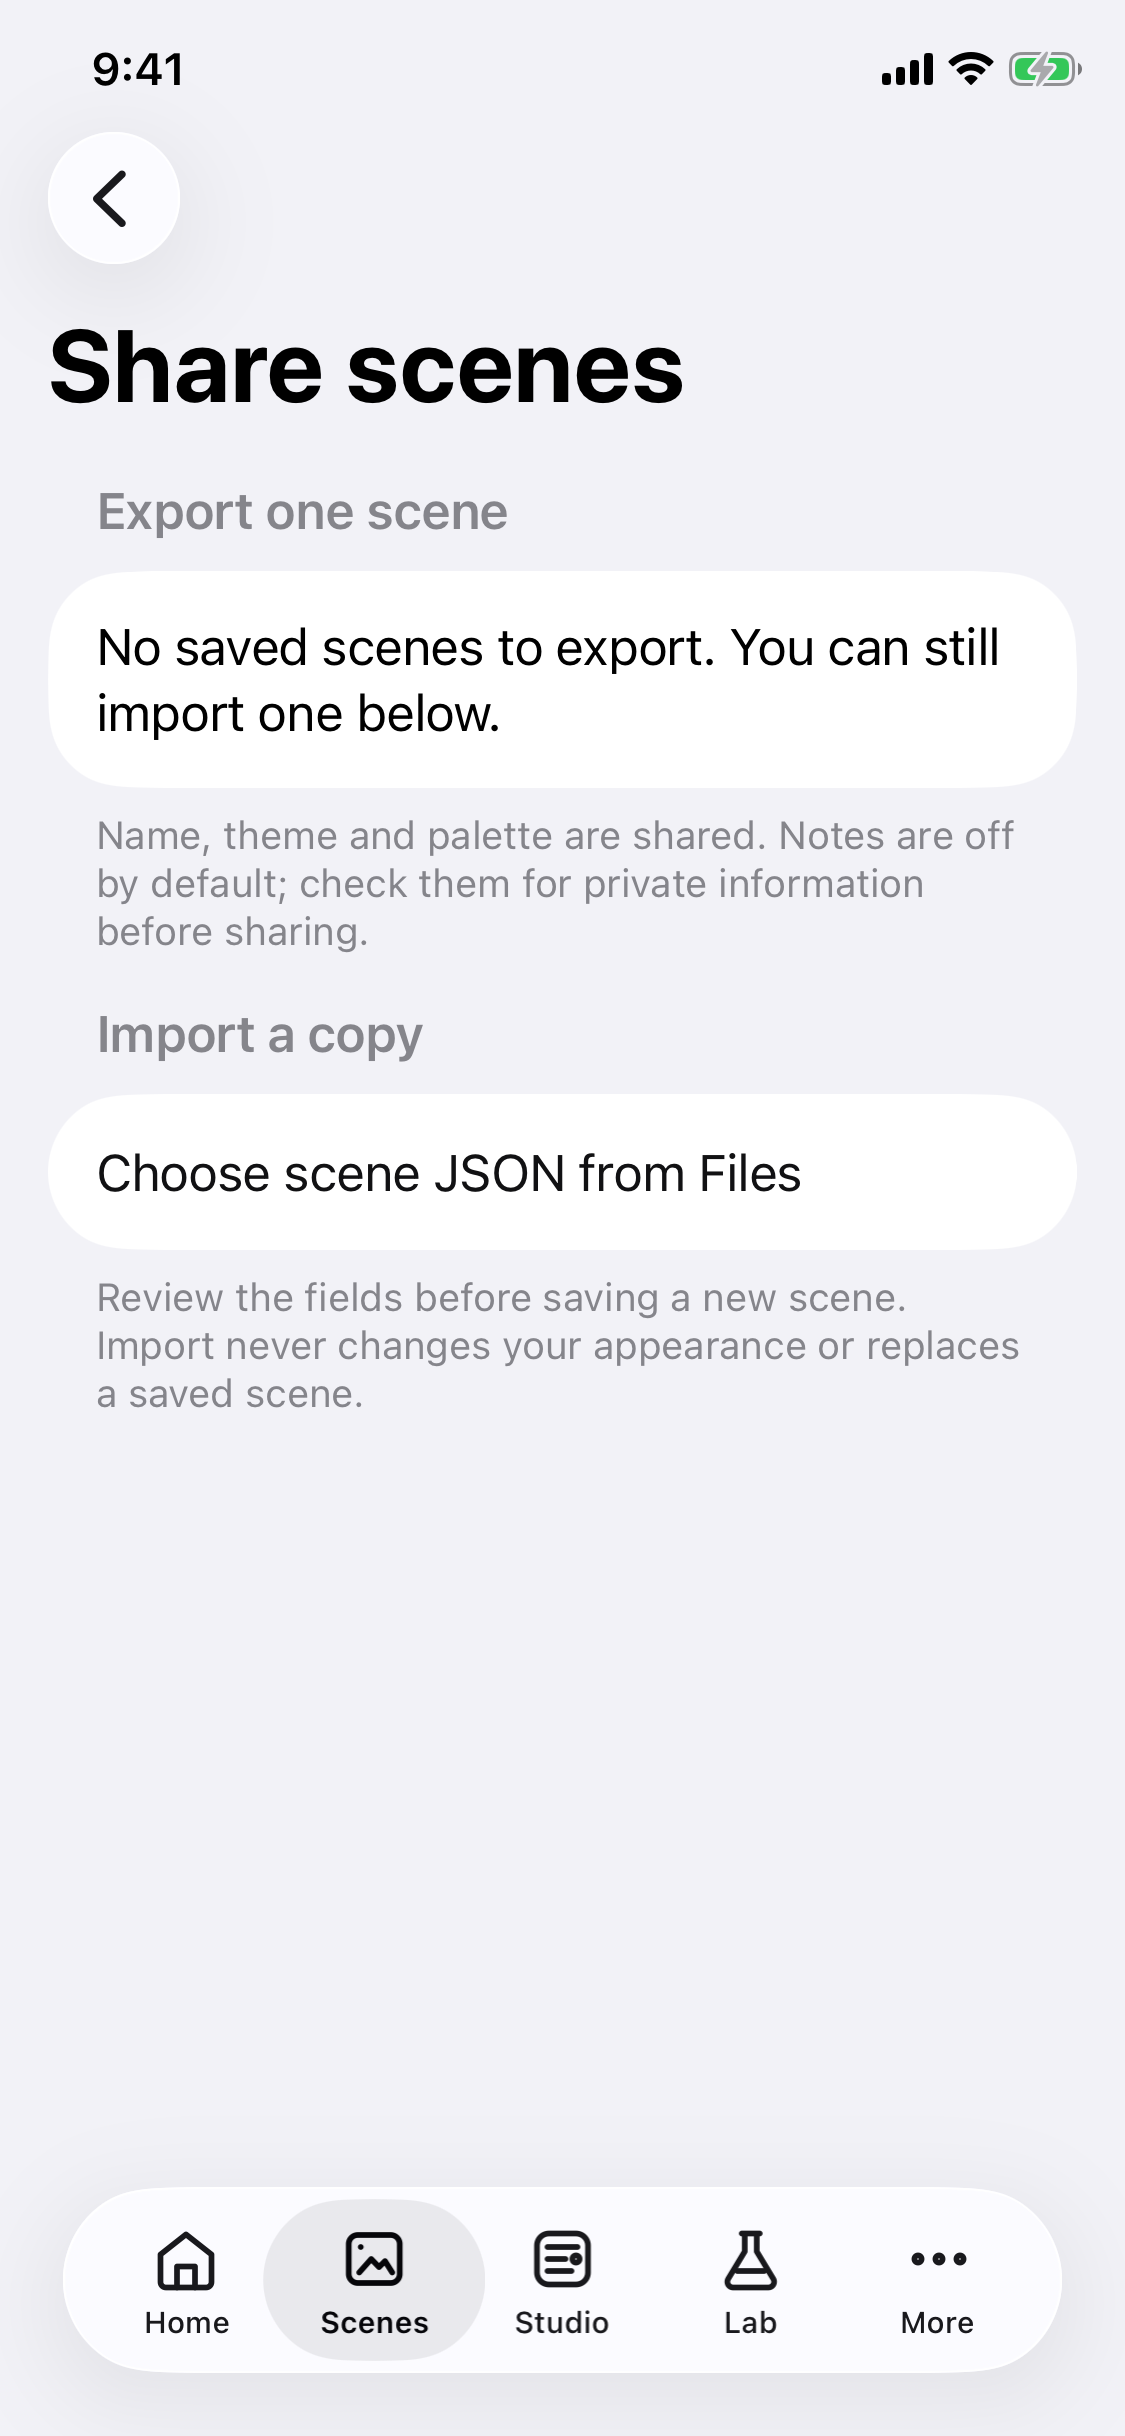 9:41
Share scenes
Export one scene
No saved scenes to export. You can still
import one below.
Name, theme and palette are shared. Notes are off
by default; check them for private information
before sharing.
Import a copy
Choose scene JSON from Files
Review the fields before saving a new scene.
Import never changes your appearance or replaces
a saved scene.
Home
Scenes
Studio
Lab
More